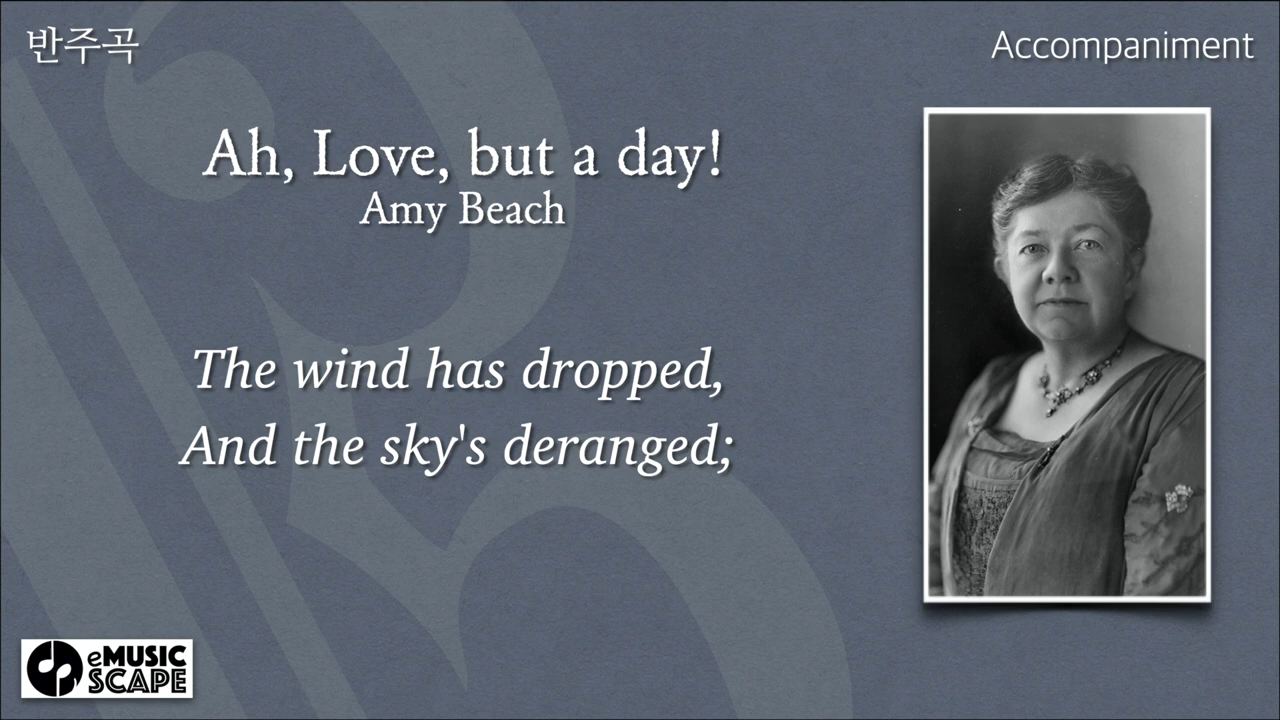 반주곡
Accompaniment
Ah, Love, but a day!
Amy Beach
The wind has dropped,
And the sky's deranged;
eMUSIC
SCAPE